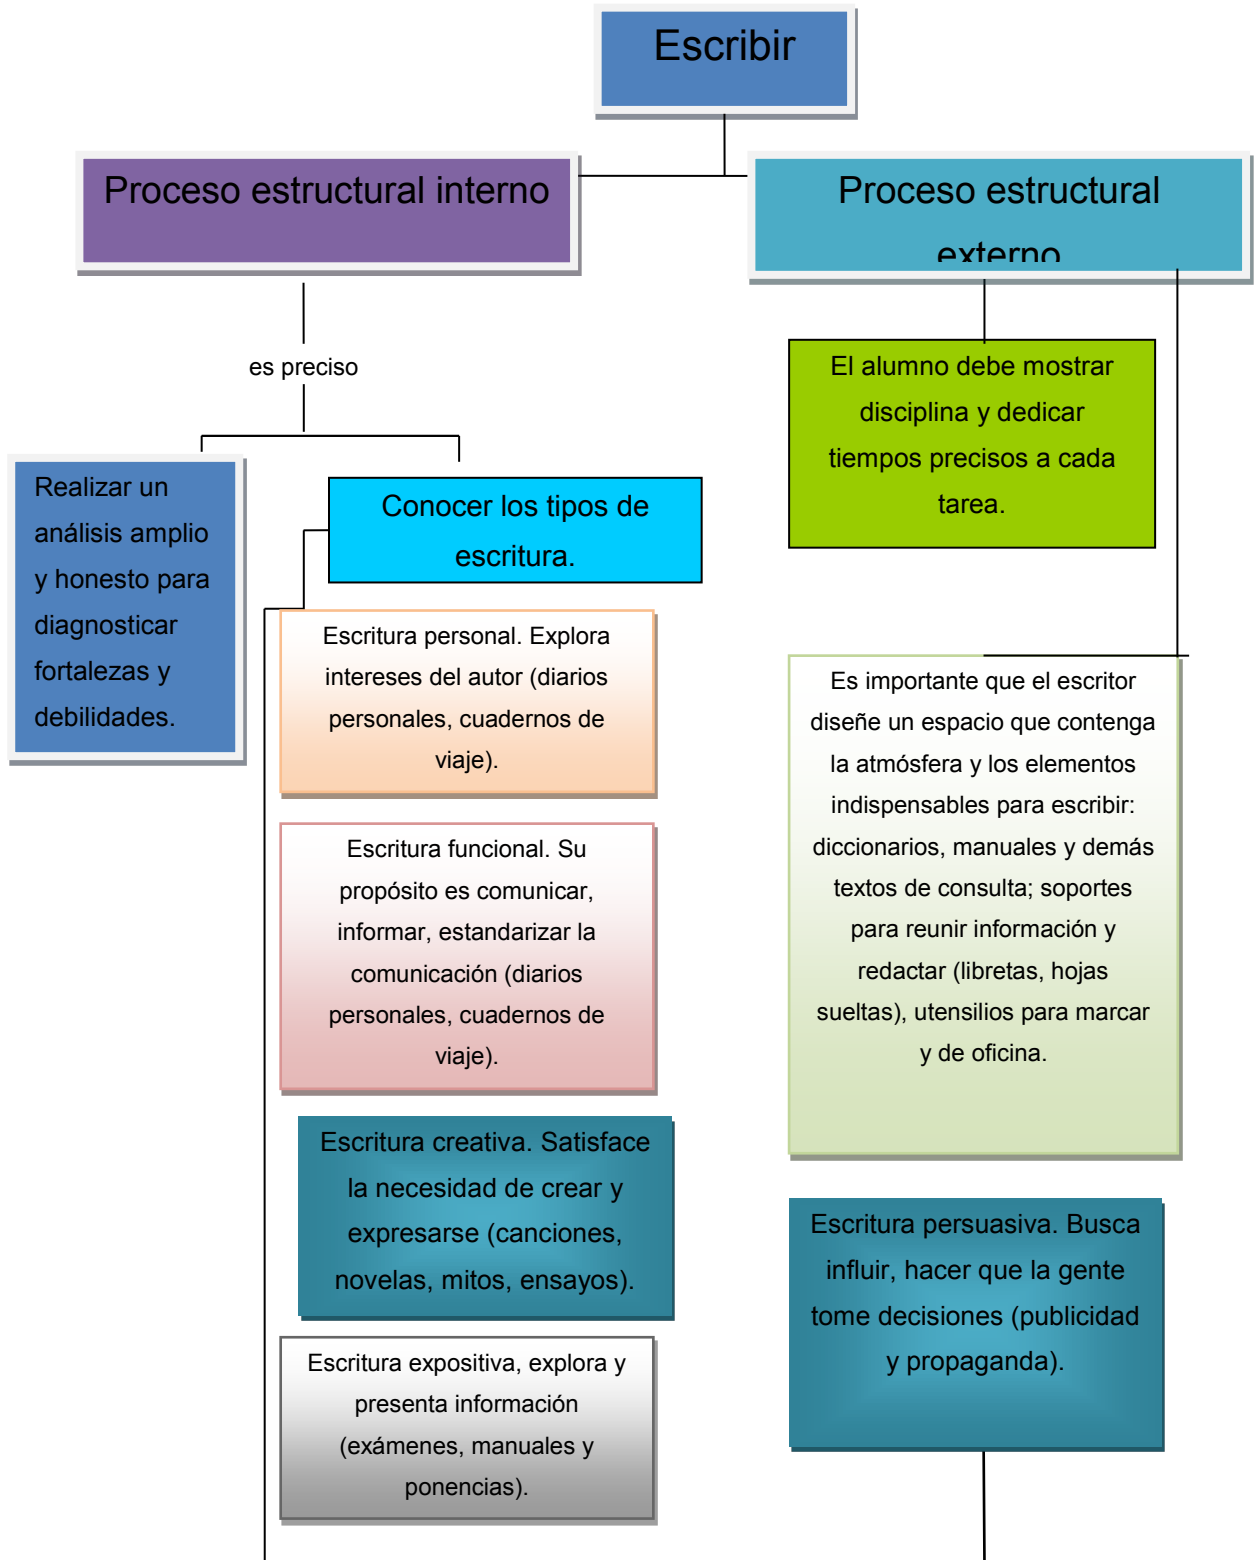 Escribir
Proceso estructural interno
Proceso estructural
externo
es preciso
Realizar un
análisis amplio
y honesto para
diagnosticar
fortalezas y
debilidades.
Conocer los tipos de
escritura.
Escritura personal. Explora
intereses del autor (diarios
personales, cuadernos de
viaje).
Escritura funcional. Su
propósito es comunicar,
informar, estandarizar la
comunicación (diarios
personales, cuadernos de
viaje).
Escritura creativa. Satisface
la necesidad de crear y
expresarse (canciones,
novelas, mitos, ensayos).
Escritura expositiva, explora y
presenta información
(exámenes, manuales y
ponencias).
El alumno debe mostrar
disciplina y dedicar
tiempos precisos a cada
tarea.
Es importante que el escritor
diseñe un espacio que contenga
la atmósfera y los elementos
indispensables para escribir:
diccionarios, manuales y demás
textos de consulta; soportes
para reunir información y
redactar (libretas, hojas
sueltas), utensilios para marcar
y de oficina.
Escritura persuasiva. Busca
influir, hacer que la gente
tome decisiones (publicidad
y propaganda).